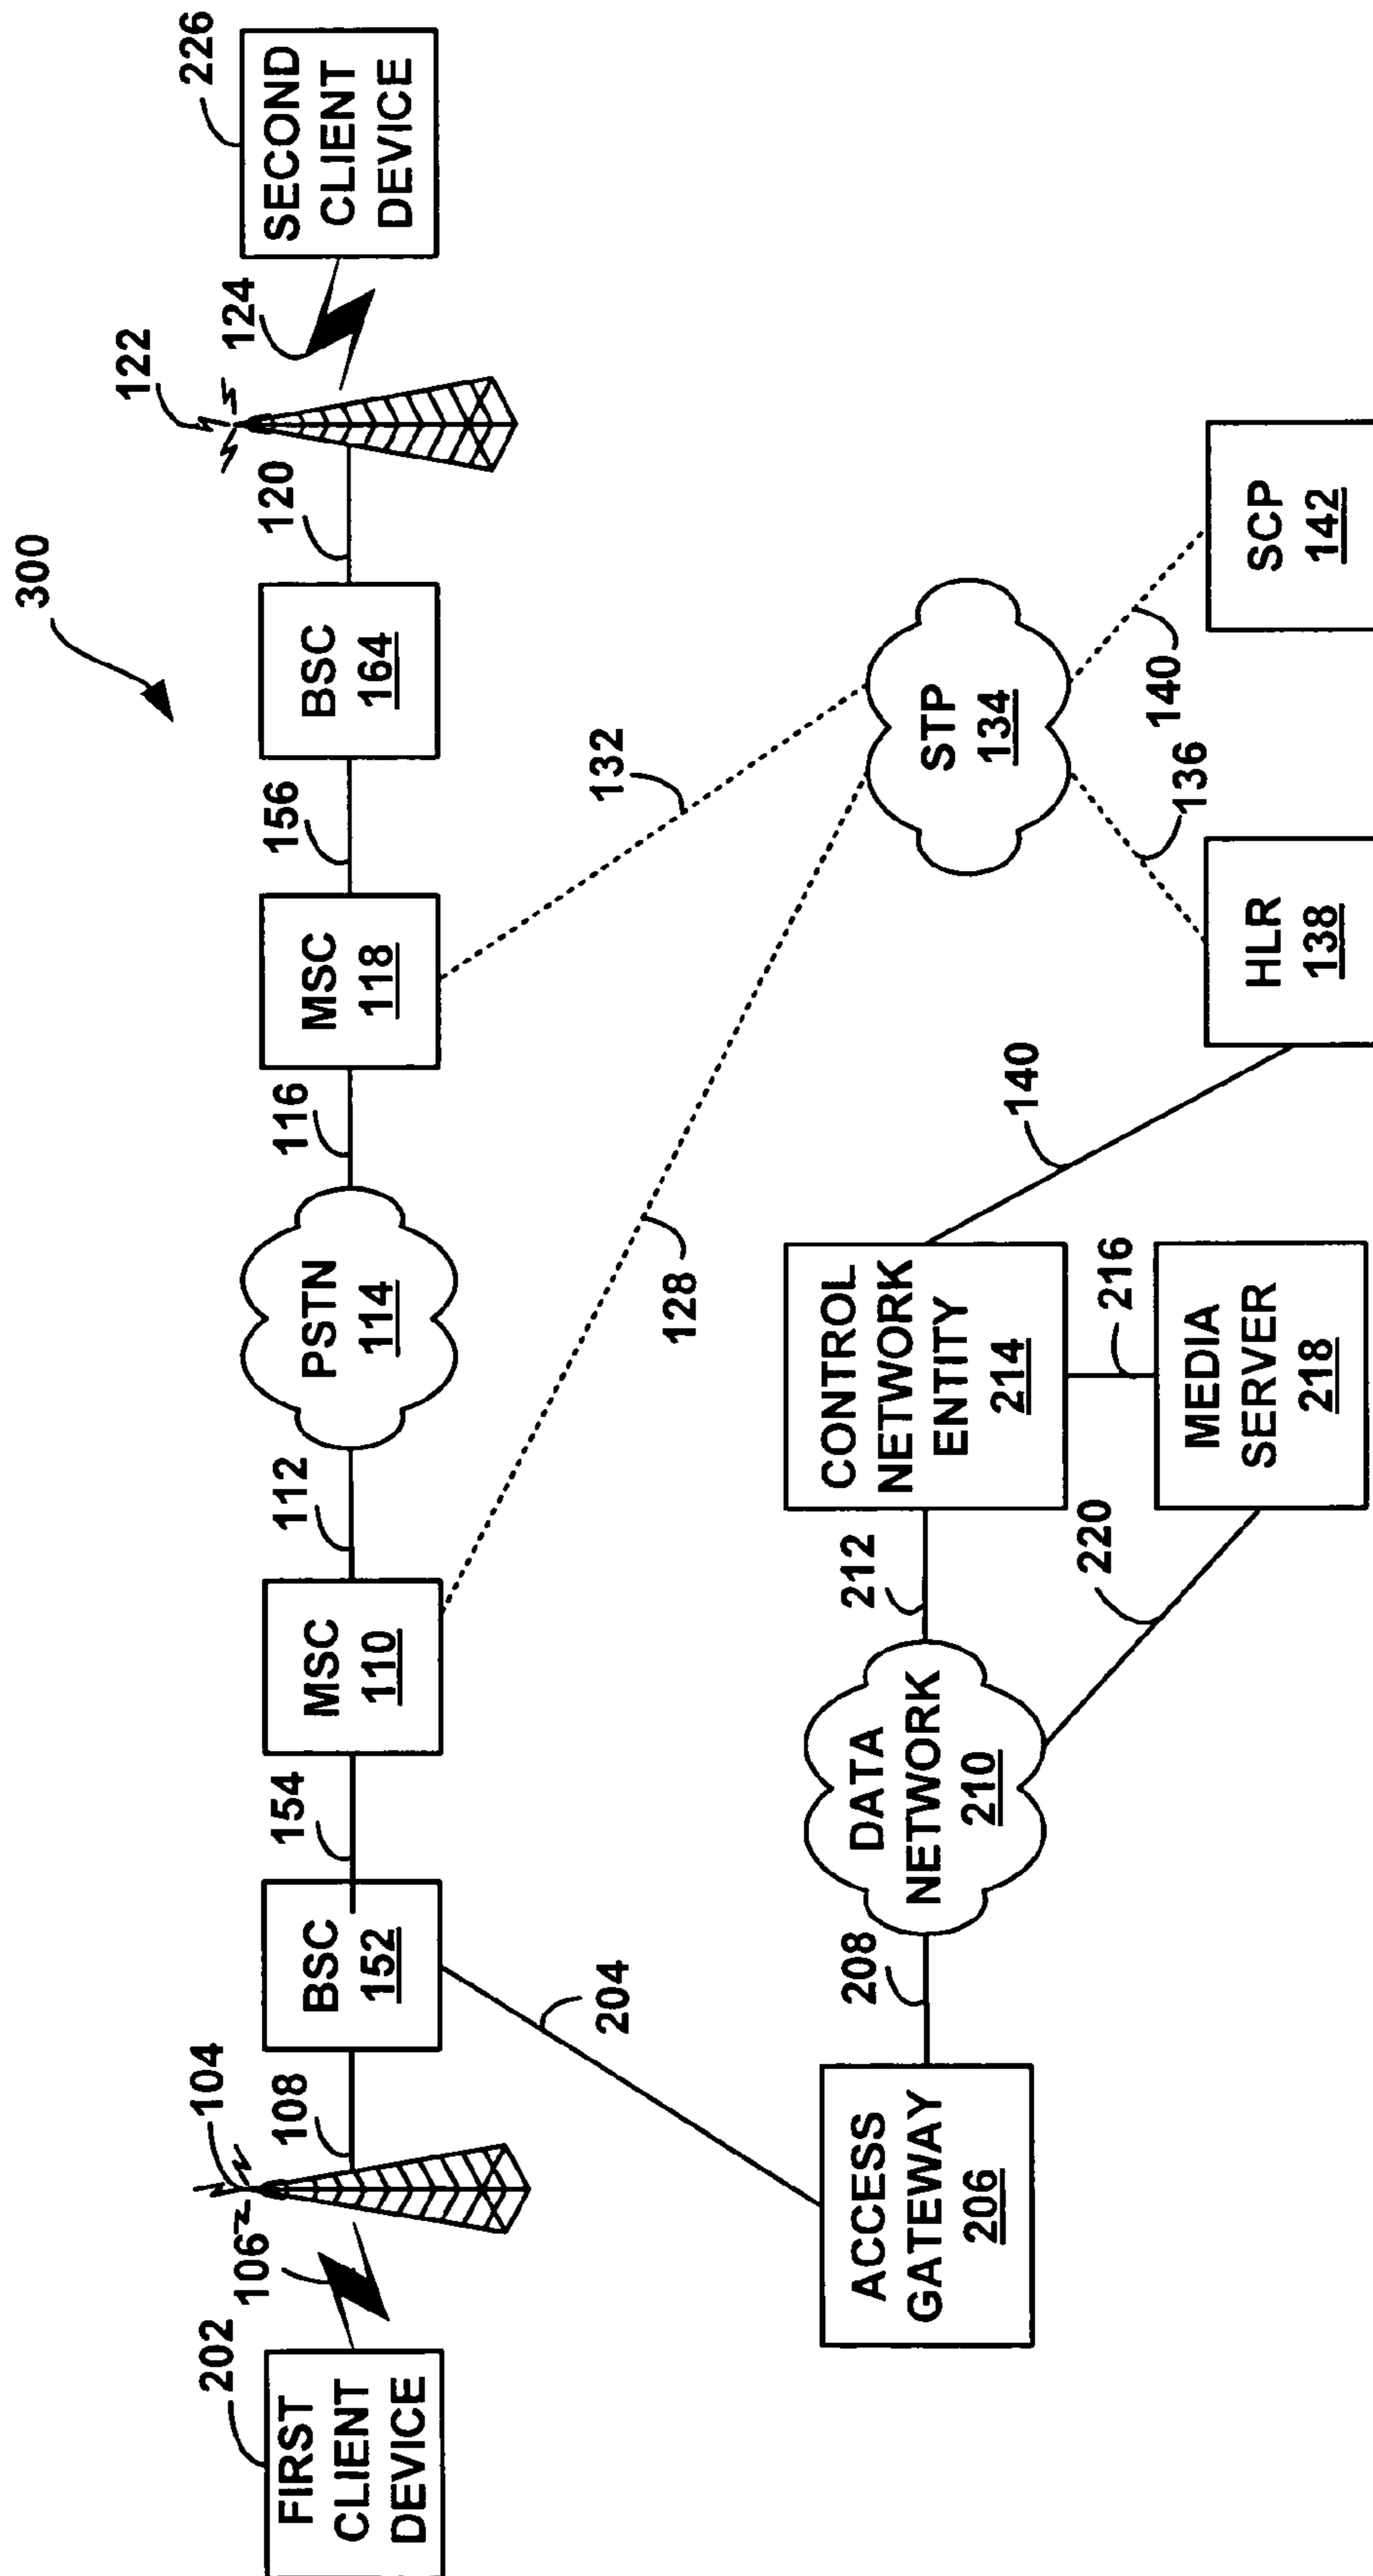 300
202
FIRST
CLIENT
DEVICE
106
104
108
BSC
152
154
MSC
110
112
PSTN
114
116
MSC
118
156
BSC
164
120
122
124
226
SECOND
CLIENT
DEVICE
204
128
132
ACCESS
GATEWAY
206
208
DATA
NETWORK
210
212
CONTROL
NETWORK
ENTITY
214
140
STP
134
220
216
MEDIA
SERVER
218
136
140
HLR
138
SCP
142